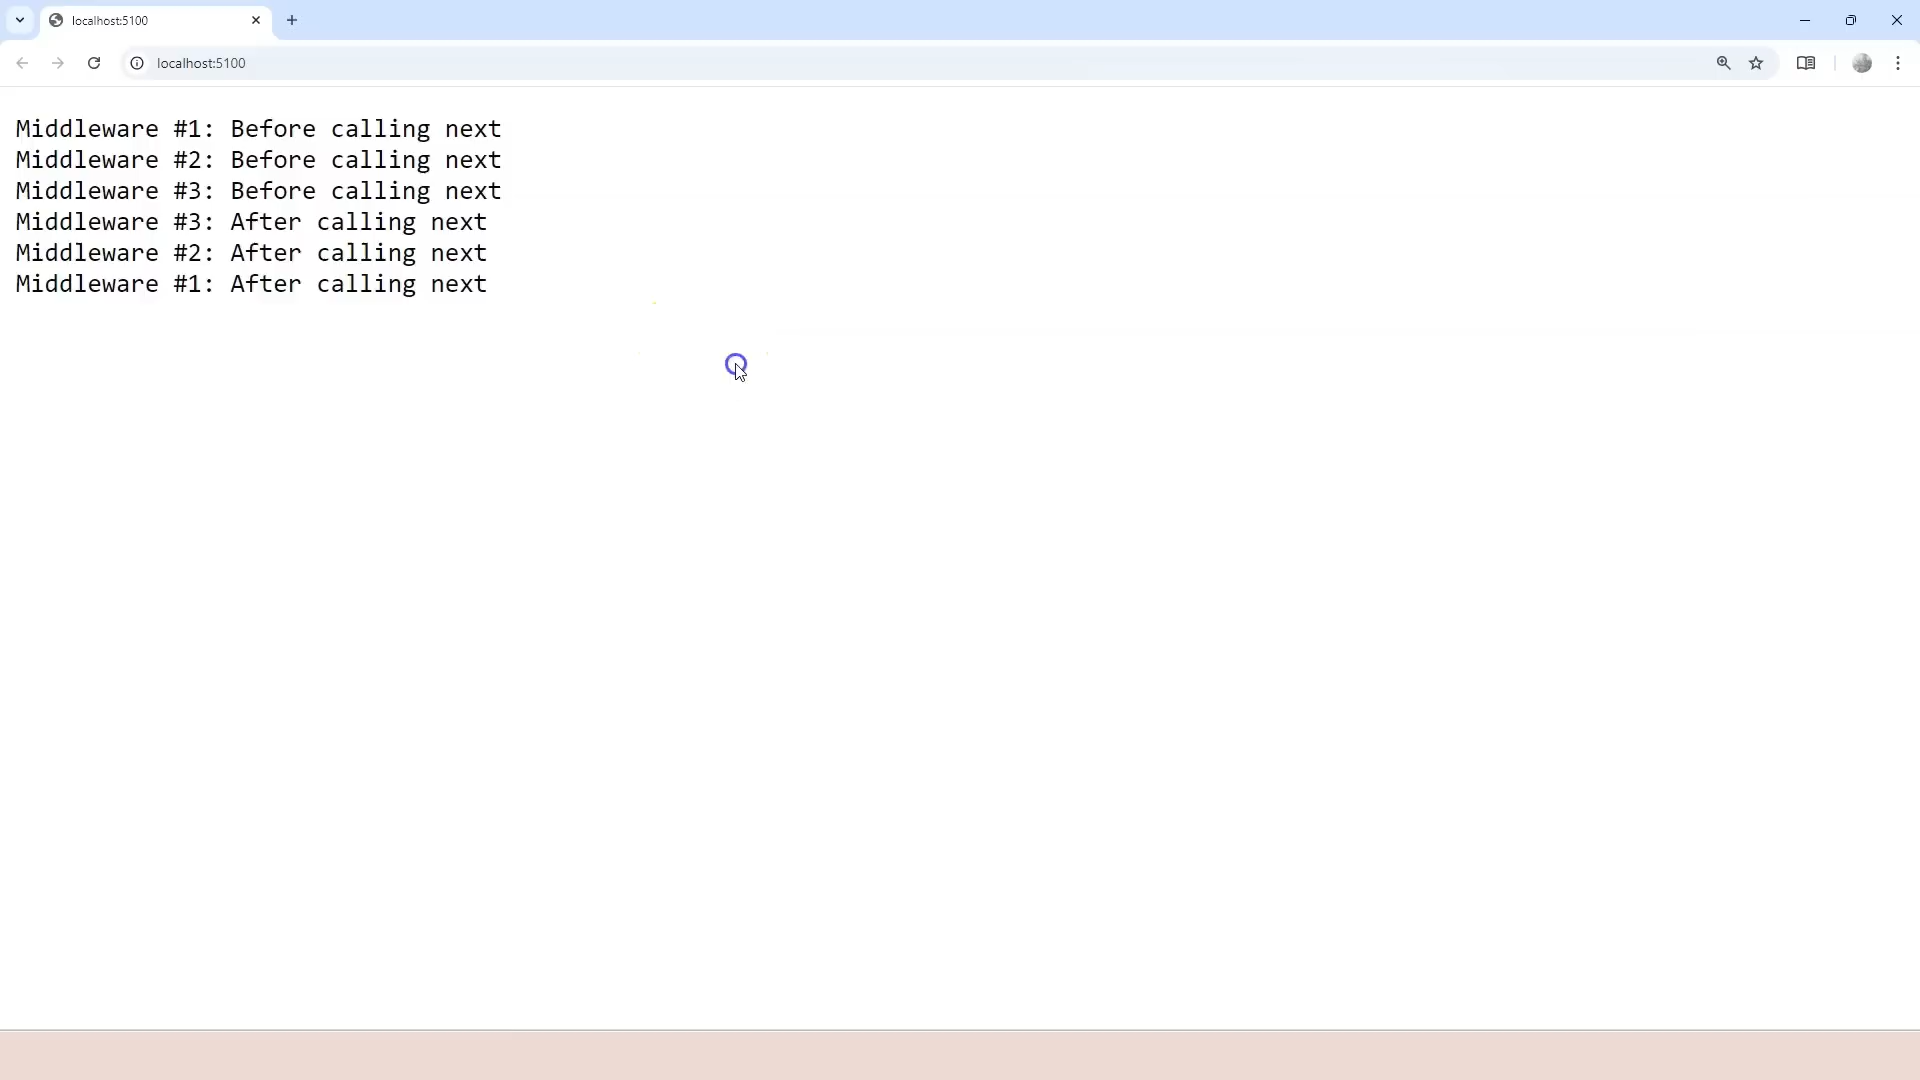 localhost:5100
localhost:5100
Middleware #1: Before calling next
Middleware #2: Before calling next
Middleware #3: Before calling next
Middleware #3: After calling next
Middleware #2: After calling next
Middleware #1: After calling next